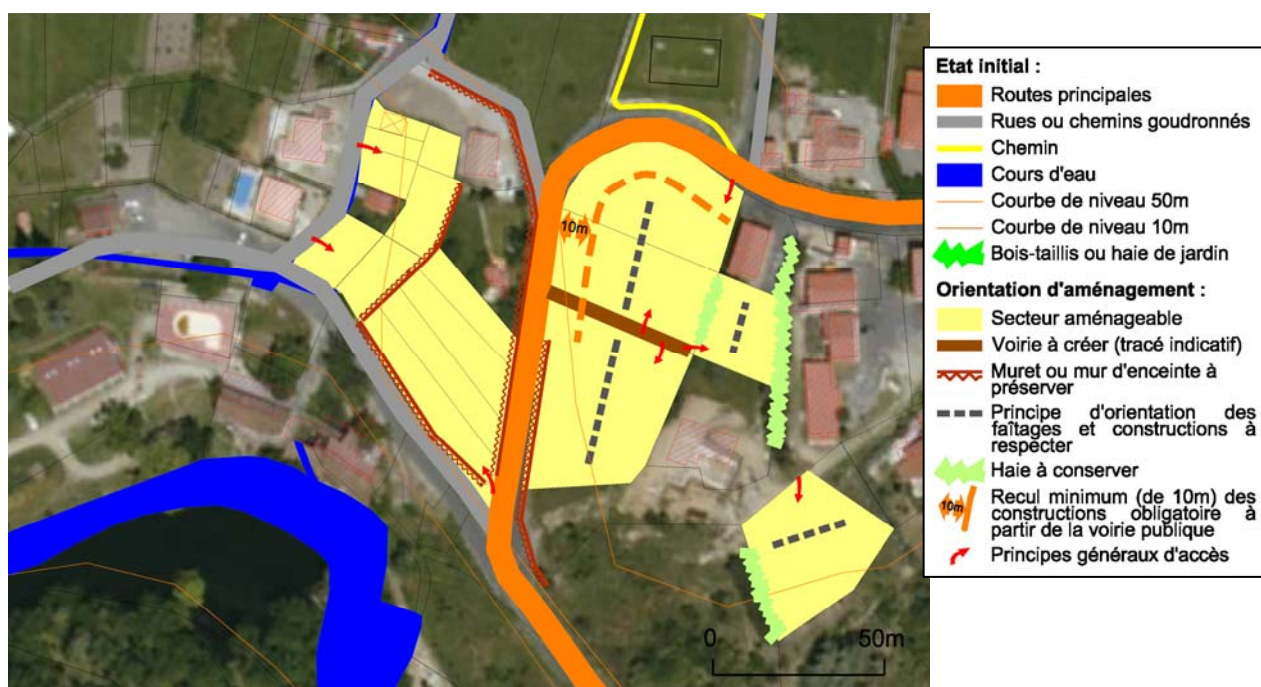 10m
0 50m
Etat initial :
Routes principales
Rues ou chemins goudronnés
Chemin
Cours d'eau
Courbe de niveau 50m
Courbe de niveau 10m
Bois-taillis ou haie de jardin
Orientation d'aménagement :
Secteur aménageable
Voirie à créer (tracé indicatif)
Muret ou mur d'enceinte à
préserver
Principe d'orientation des
faîtages et constructions à
respecter
Haie à conserver
10m
Recul minimum (de 10m) des
constructions obligatoire à
partir de la voirie publique
Principes généraux d'accès